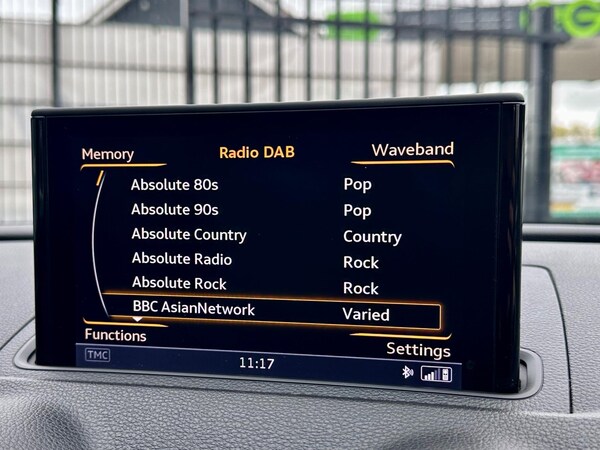 Memory Radio DAB Waveband
Absolute 80s Pop
Absolute 90s Pop
Absolute Country Country
Absolute Radio Rock
Absolute Rock Rock
BBC AsianNetwork Varied
Functions Settings
TMC 11:17